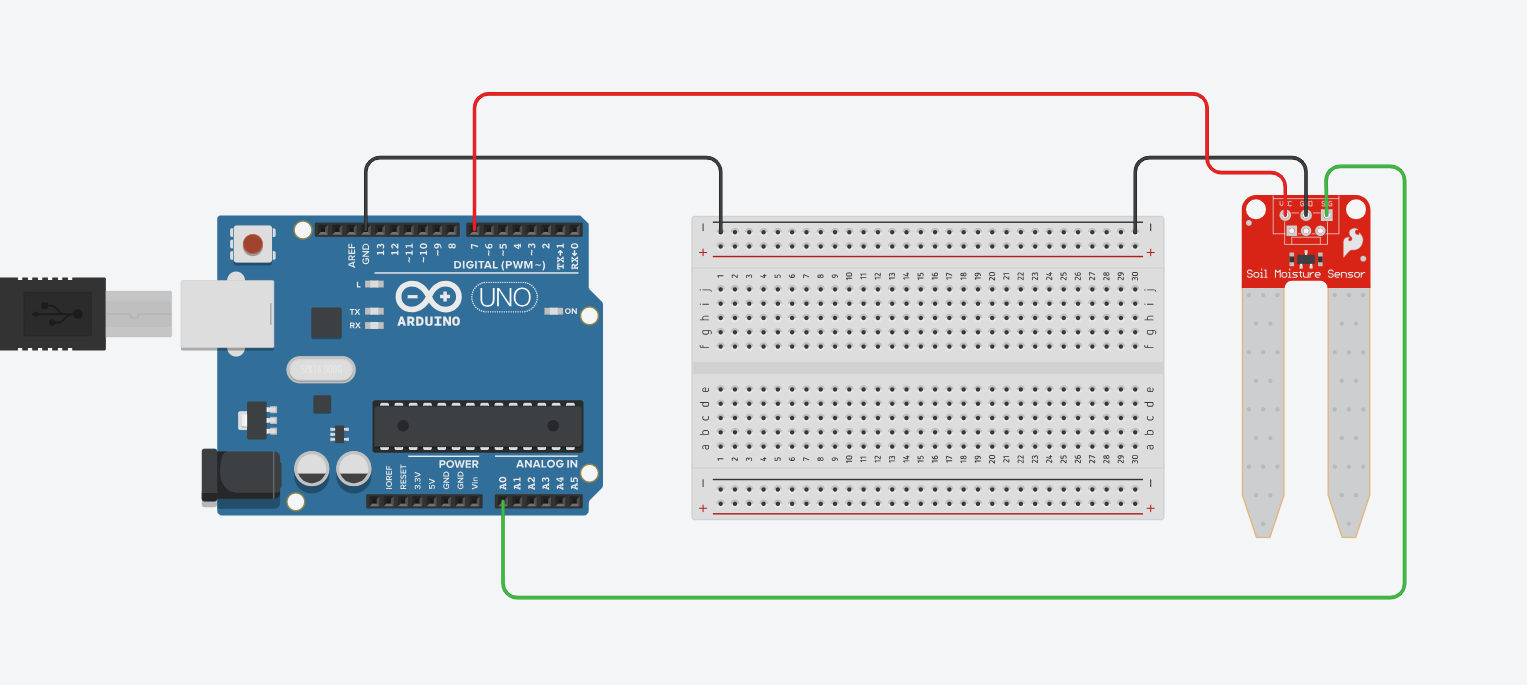 AREF
GND
13
12
~11
~10
~9
8
7
~6
~5
4
~3
2
TX→1
RX←0
DIGITAL (PWM~)
L
TX
RX
ARDUINO
UNO
ON
POWER
ANALOG IN
IOREF
RESET
3.3V
5V
GND
GND
Vin
A0
A1
A2
A3
A4
A5
− −
+ +
1 2 3 4 5 6 7 8 9 10 11 12 13 14 15 16 17 18 19 20 21 22 23 24 25 26 27 28 29 30
j j
i i
h h
g g
f f
e e
d d
c c
b b
a a
1 2 3 4 5 6 7 8 9 10 11 12 13 14 15 16 17 18 19 20 21 22 23 24 25 26 27 28 29 30
− −
+ +
Soil Moisture Sensor